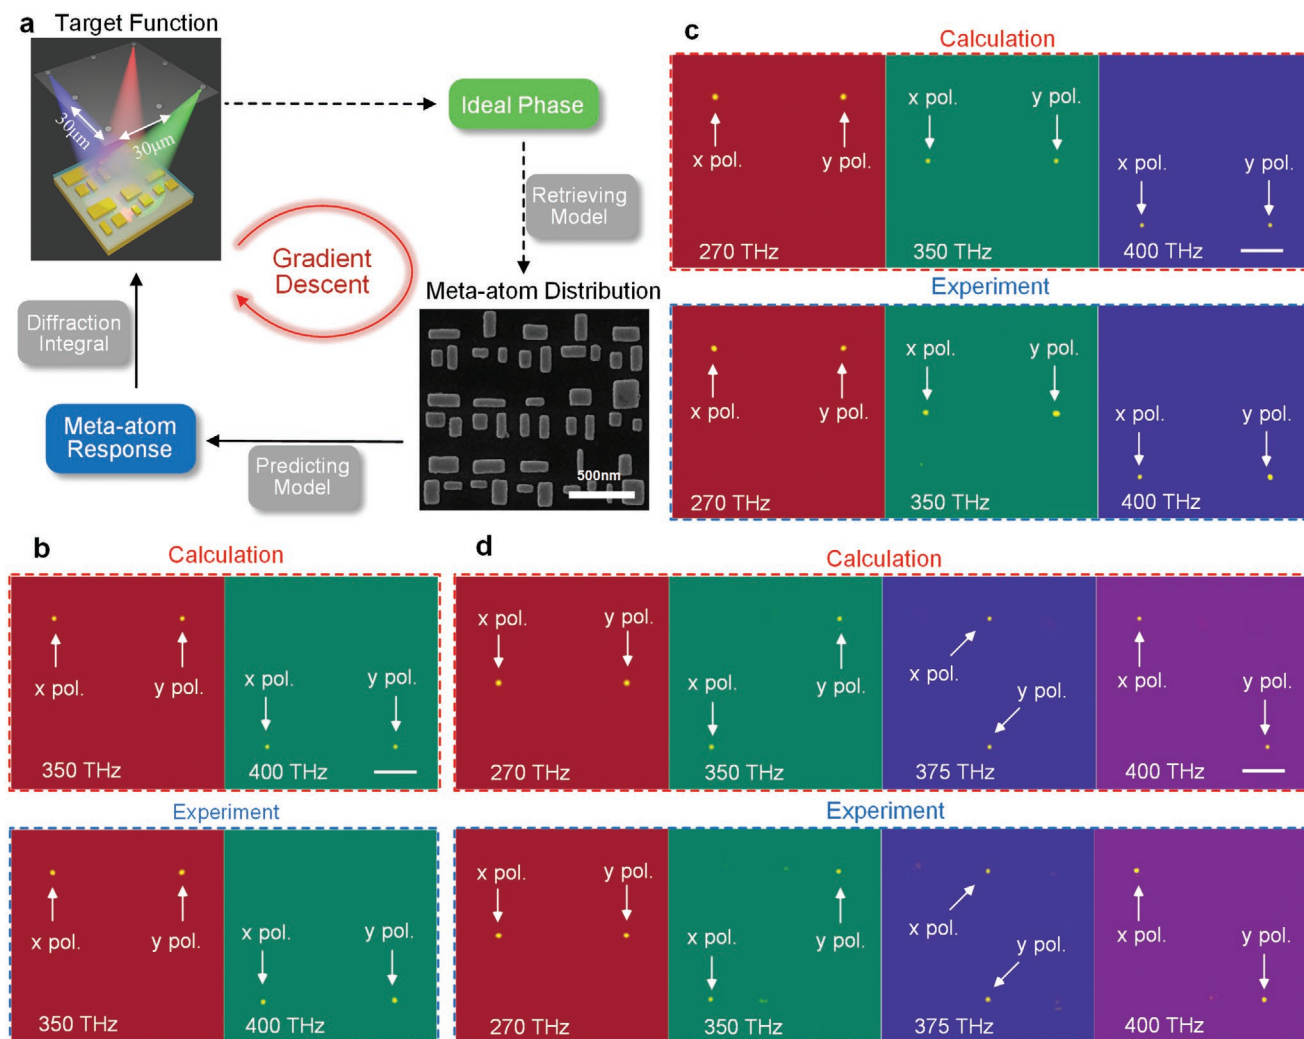 a
Target Function
30μm
30μm
Ideal Phase
Retrieving
Model
Gradient
Descent
Meta-atom Distribution
500nm
Diffraction
Integral
Meta-atom
Response
Predicting
Model
c
Calculation
x pol.
y pol.
270 THz
x pol.
y pol.
350 THz
x pol.
y pol.
400 THz
Experiment
x pol.
y pol.
270 THz
x pol.
y pol.
350 THz
x pol.
y pol.
400 THz
b
Calculation
x pol.
y pol.
350 THz
x pol.
y pol.
400 THz
Experiment
x pol.
y pol.
350 THz
x pol.
y pol.
400 THz
d
Calculation
x pol.
y pol.
270 THz
x pol.
y pol.
350 THz
x pol.
y pol.
375 THz
x pol.
y pol.
400 THz
Experiment
x pol.
y pol.
270 THz
x pol.
y pol.
350 THz
x pol.
y pol.
375 THz
x pol.
y pol.
400 THz